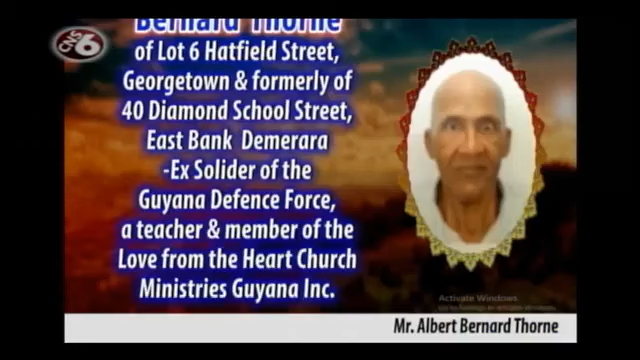 CNS 6
Bernard Thorne
of Lot 6 Hatfield Street,
Georgetown & formerly of
40 Diamond School Street,
East Bank Demerara
-Ex Solider of the
Guyana Defence Force,
a teacher & member of the
Love from the Heart Church
Ministries Guyana Inc.
Activate Windows
Mr. Albert Bernard Thorne